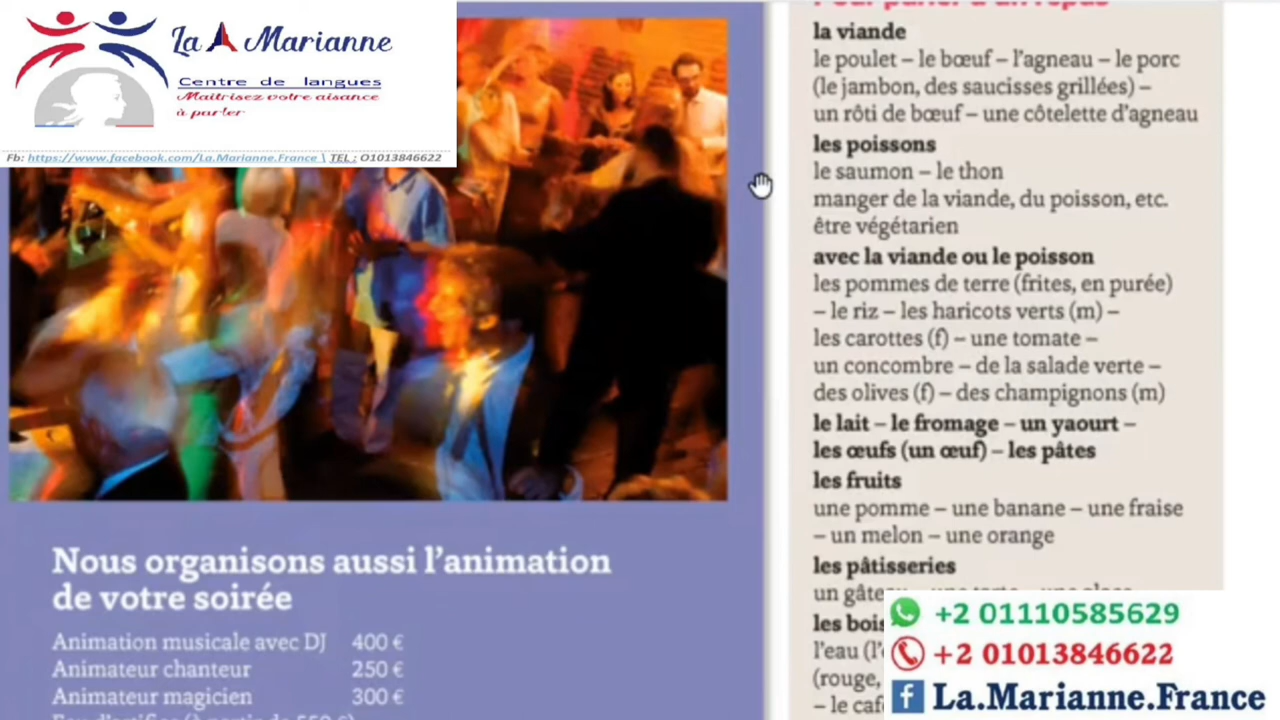 La Marianne
Centre de langues
Maîtrisez votre aisance
à parler
Fb: https://www.facebook.com/La.Marianne.France \ TEL : O1013846622
Nous organisons aussi l'animation
de votre soirée
Animation musicale avec DJ 400 €
Animateur chanteur 250 €
Animateur magicien 300 €
la viande
le poulet – le bœuf – l'agneau – le porc
(le jambon, des saucisses grillées) –
un rôti de bœuf – une côtelette d'agneau
les poissons
le saumon – le thon
manger de la viande, du poisson, etc.
être végétarien
avec la viande ou le poisson
les pommes de terre (frites, en purée)
– le riz – les haricots verts (m) –
les carottes (f) – une tomate –
un concombre – de la salade verte –
des olives (f) – des champignons (m)
le lait – le fromage – un yaourt –
les œufs (un œuf) – les pâtes
les fruits
une pomme – une banane – une fraise
– un melon – une orange
les pâtisseries
un
les
l'eau
(rouge,
– le
+2 01110585629
+2 01013846622
La.Marianne.France